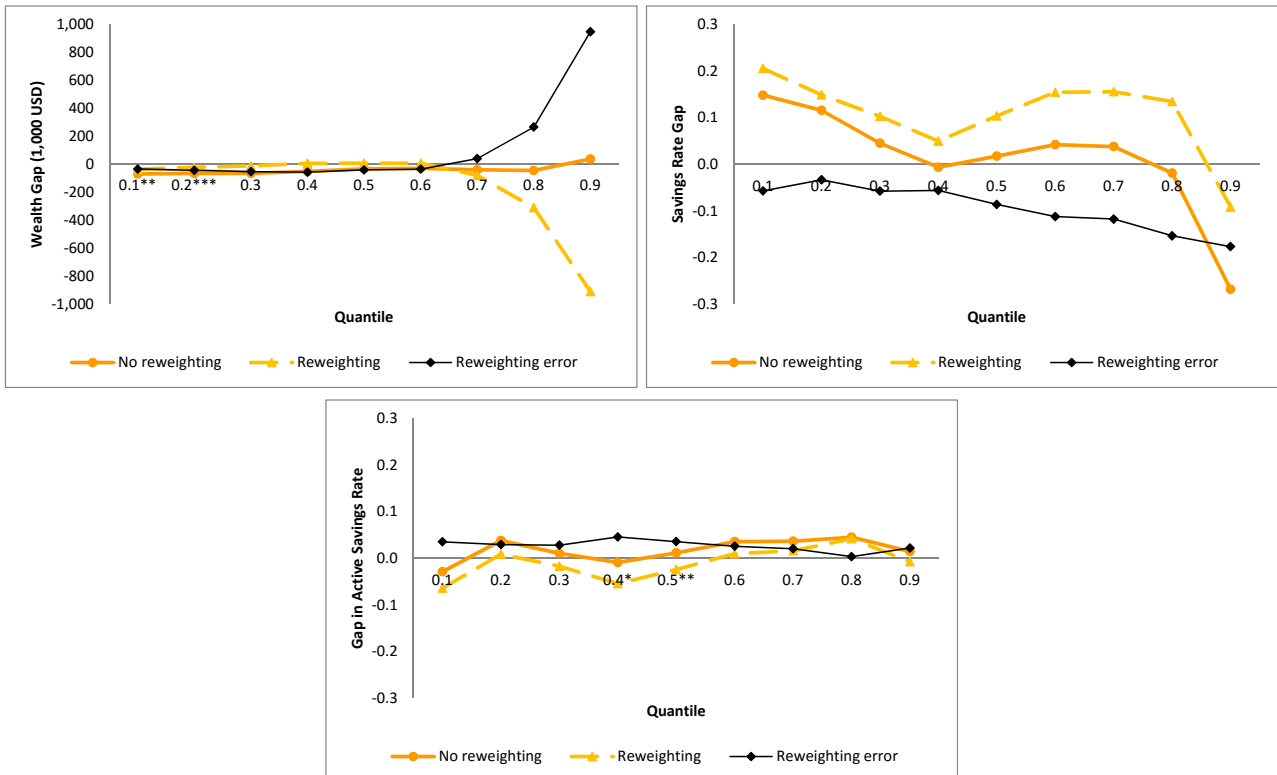 1,000
800
600
400
200
0
-200
-400
-600
-800
-1,000
Wealth Gap (1,000 USD)
0.1** 0.2*** 0.3 0.4 0.5 0.6 0.7 0.8 0.9
Quantile
No reweighting Reweighting Reweighting error
0.3
0.2
0.1
0.0
-0.1
-0.2
-0.3
Savings Rate Gap
0.1 0.2 0.3 0.4 0.5 0.6 0.7 0.8 0.9
Quantile
No reweighting Reweighting Reweighting error
0.3
0.2
0.1
0.0
-0.1
-0.2
-0.3
Gap in Active Savings Rate
0.1 0.2 0.3 0.4* 0.5** 0.6 0.7 0.8 0.9
Quantile
No reweighting Reweighting Reweighting error